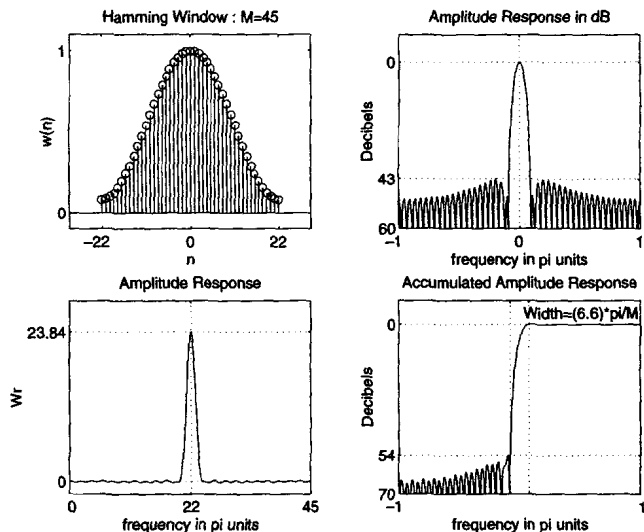 Hamming Window : M=45
1
w(n)
0
-22
0
22
n
Amplitude Response in dB
0
Decibels
43
60
-1
0
1
frequency in pi units
Amplitude Response
23.84
Wr
0
0
22
45
frequency in pi units
Accumulated Amplitude Response
Width=(6.6)*pi/M
0
Decibels
54
70
-1
1
frequency in pi units